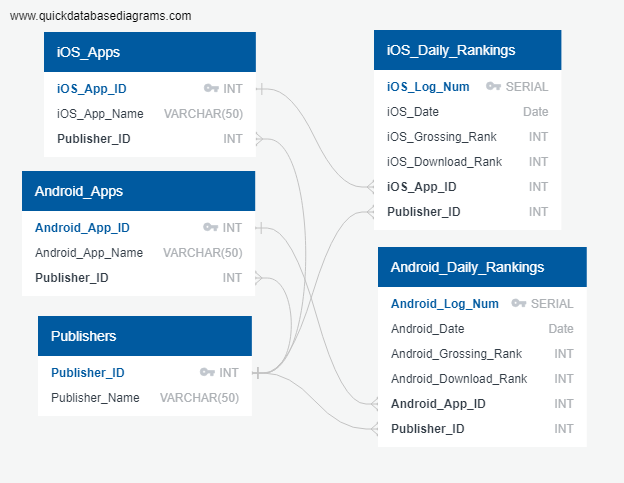 www.quickdatabasediagrams.com
iOS_Apps
iOS_App_ID INT
iOS_App_Name VARCHAR(50)
Publisher_ID INT
Android_Apps
Android_App_ID INT
Android_App_Name VARCHAR(50)
Publisher_ID INT
Publishers
Publisher_ID INT
Publisher_Name VARCHAR(50)
iOS_Daily_Rankings
iOS_Log_Num SERIAL
iOS_Date Date
iOS_Grossing_Rank INT
iOS_Download_Rank INT
iOS_App_ID INT
Publisher_ID INT
Android_Daily_Rankings
Android_Log_Num SERIAL
Android_Date Date
Android_Grossing_Rank INT
Android_Download_Rank INT
Android_App_ID INT
Publisher_ID INT